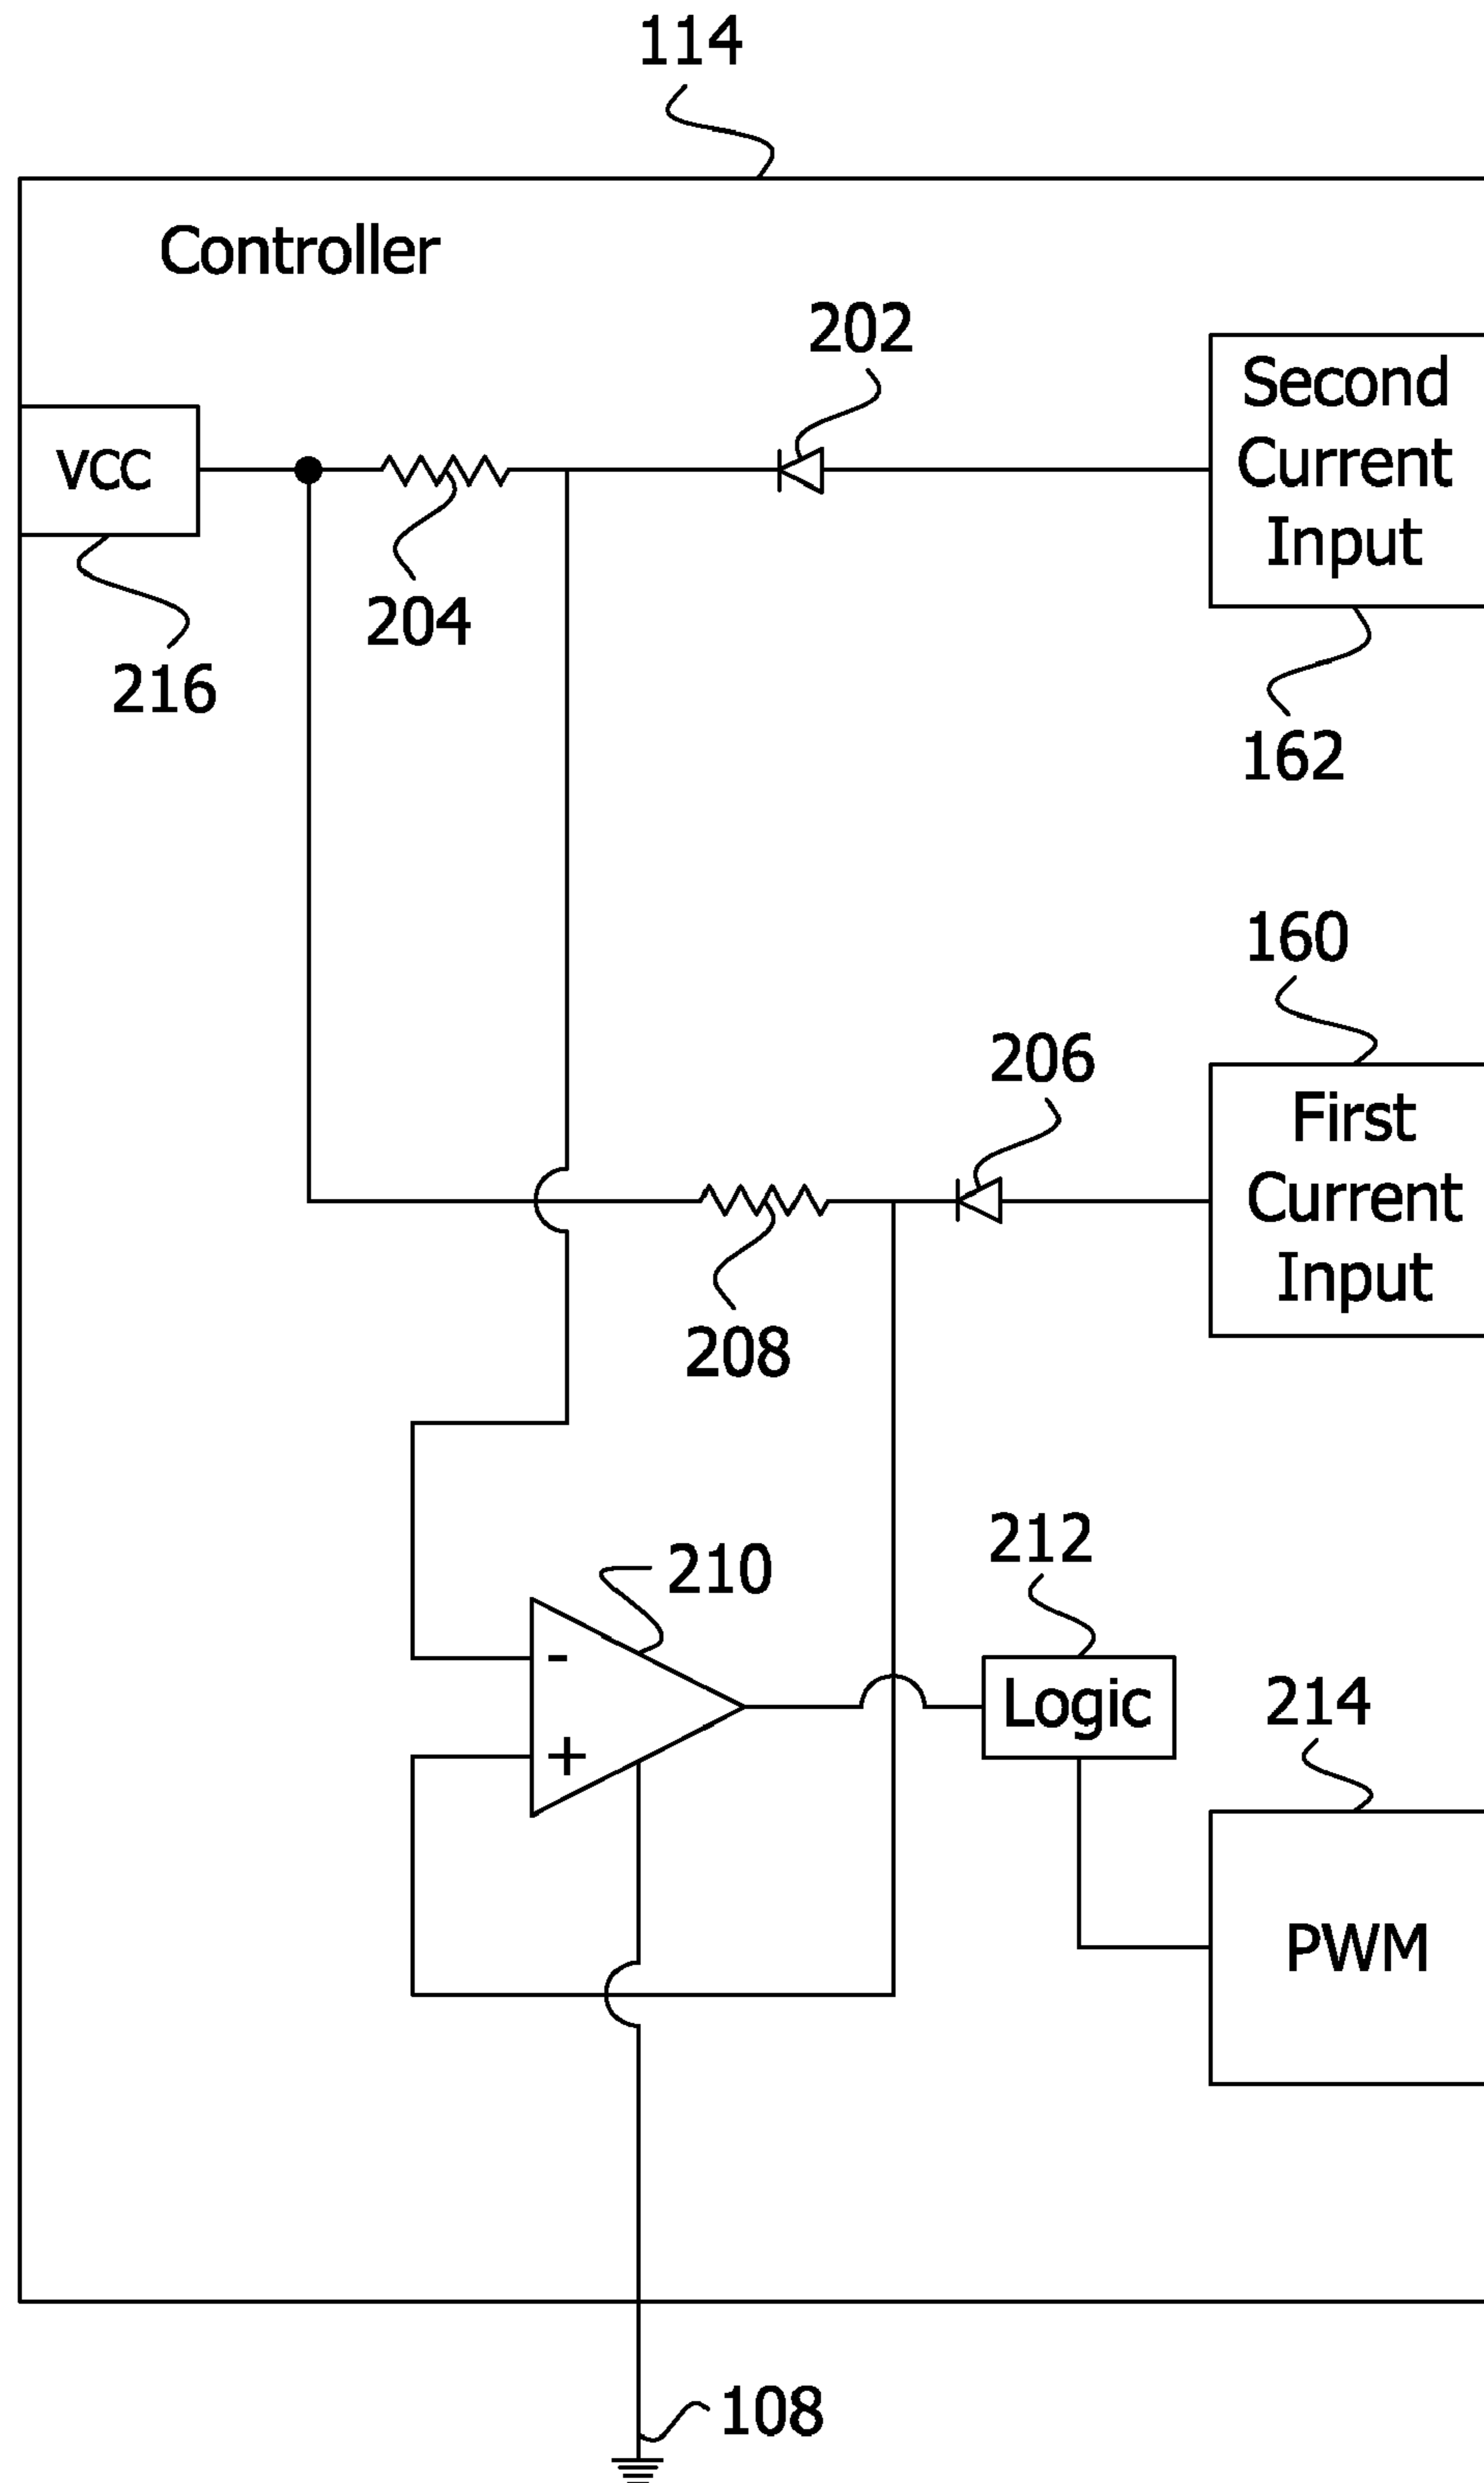 114
Controller
202
Second
Current
Input
VCC
204
216
162
160
206
First
Current
Input
208
212
210
Logic
214
-
+
PWM
108